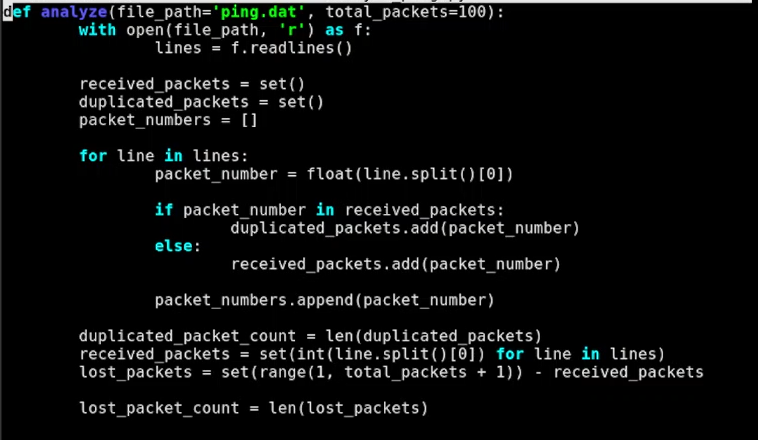 def analyze(file_path='ping.dat', total_packets=100):
        with open(file_path, 'r') as f:
                lines = f.readlines()

        received_packets = set()
        duplicated_packets = set()
        packet_numbers = []

        for line in lines:
                packet_number = float(line.split()[0])

                if packet_number in received_packets:
                        duplicated_packets.add(packet_number)
                else:
                        received_packets.add(packet_number)

                packet_numbers.append(packet_number)

        duplicated_packet_count = len(duplicated_packets)
        received_packets = set(int(line.split()[0]) for line in lines)
        lost_packets = set(range(1, total_packets + 1)) - received_packets

        lost_packet_count = len(lost_packets)